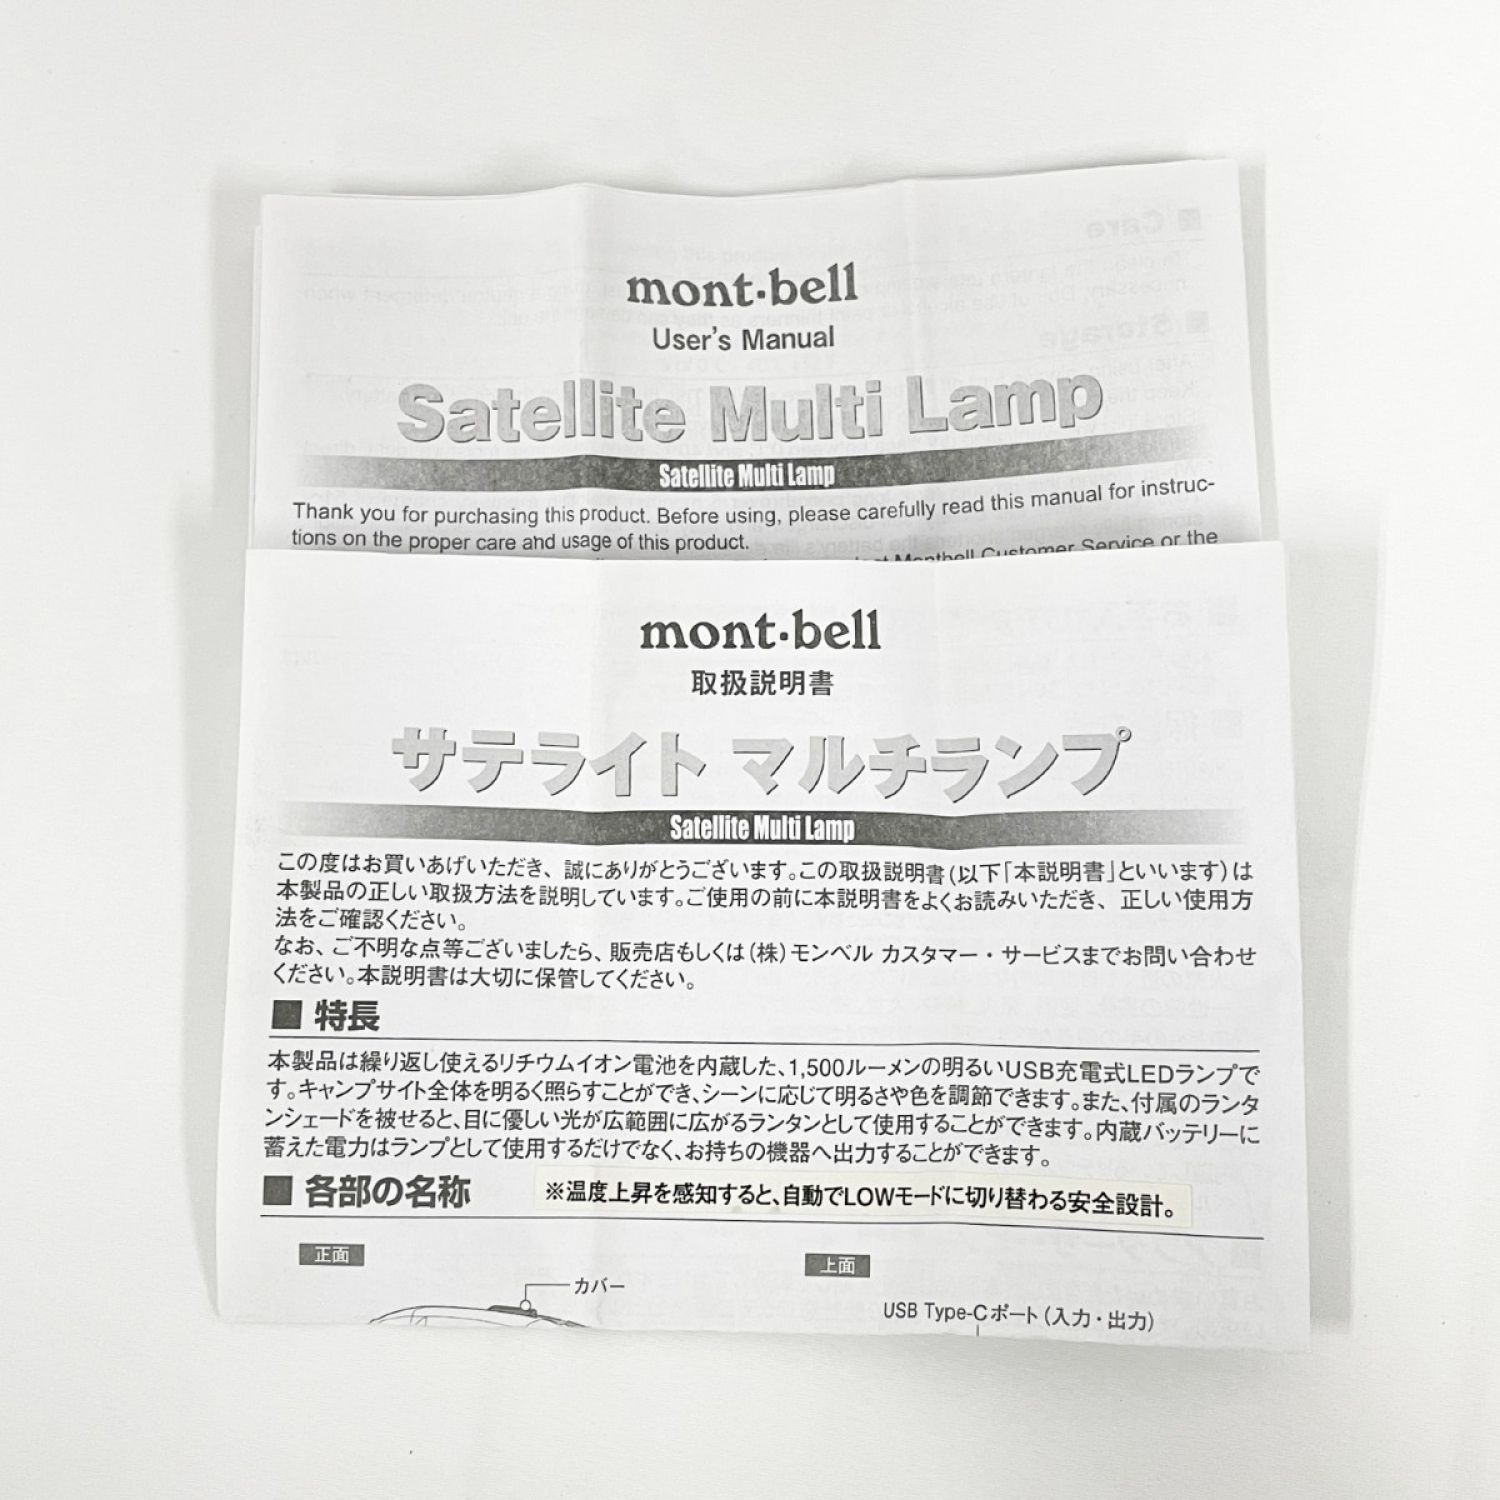 mont·bell
User's Manual
Satellite Multi Lamp
Satellite Multi Lamp
Thank you for purchasing this product. Before using, please carefully read this manual for instruc-
tions on the proper care and usage of this product.
Montbell Customer Service or the
mont·bell
取扱説明書
サテライト マルチランプ
Satellite Multi Lamp
この度はお買いあげいただき、誠にありがとうございます。この取扱説明書(以下「本説明書」といいます)は
本製品の正しい取扱方法を説明しています。ご使用の前に本説明書をよくお読みいただき、正しい使用方
法をご確認ください。
なお、ご不明な点等ございましたら、販売店もしくは(株)モンベル カスタマー・サービスまでお問い合わせ
ください。本説明書は大切に保管してください。
■ 特長
本製品は繰り返し使えるリチウムイオン電池を内蔵した、1,500ルーメンの明るいUSB充電式LEDランプで
す。キャンプサイト全体を明るく照らすことができ、シーンに応じて明るさや色を調節できます。また、付属のランタ
ンシェードを被せると、目に優しい光が広範囲に広がるランタンとして使用することができます。内蔵バッテリーに
蓄えた電力はランプとして使用するだけでなく、お持ちの機器へ出力することができます。
■ 各部の名称
※温度上昇を感知すると、自動でLOWモードに切り替わる安全設計。
正面
上面
カバー
USB Type-Cポート(入力・出力)